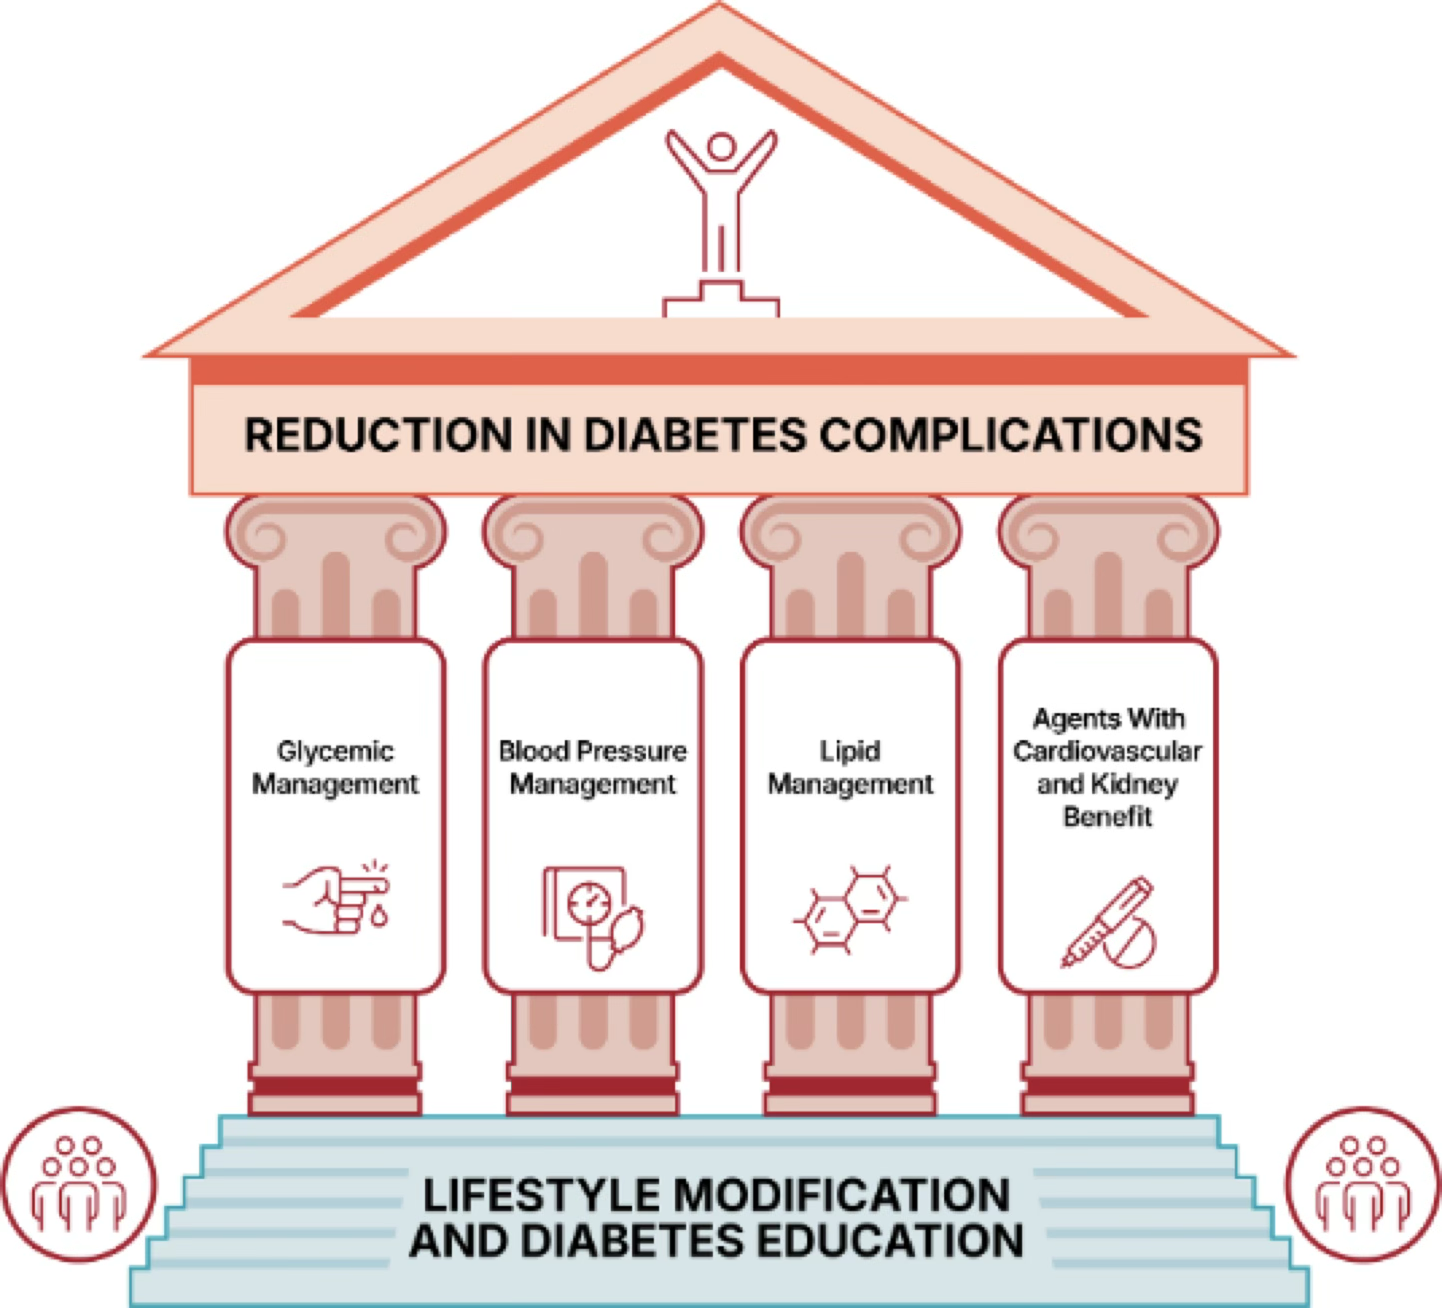 REDUCTION IN DIABETES COMPLICATIONS
Glycemic
Management
Blood Pressure
Management
Lipid
Management
Agents With
Cardiovascular
and Kidney
Benefit
LIFESTYLE MODIFICATION
AND DIABETES EDUCATION